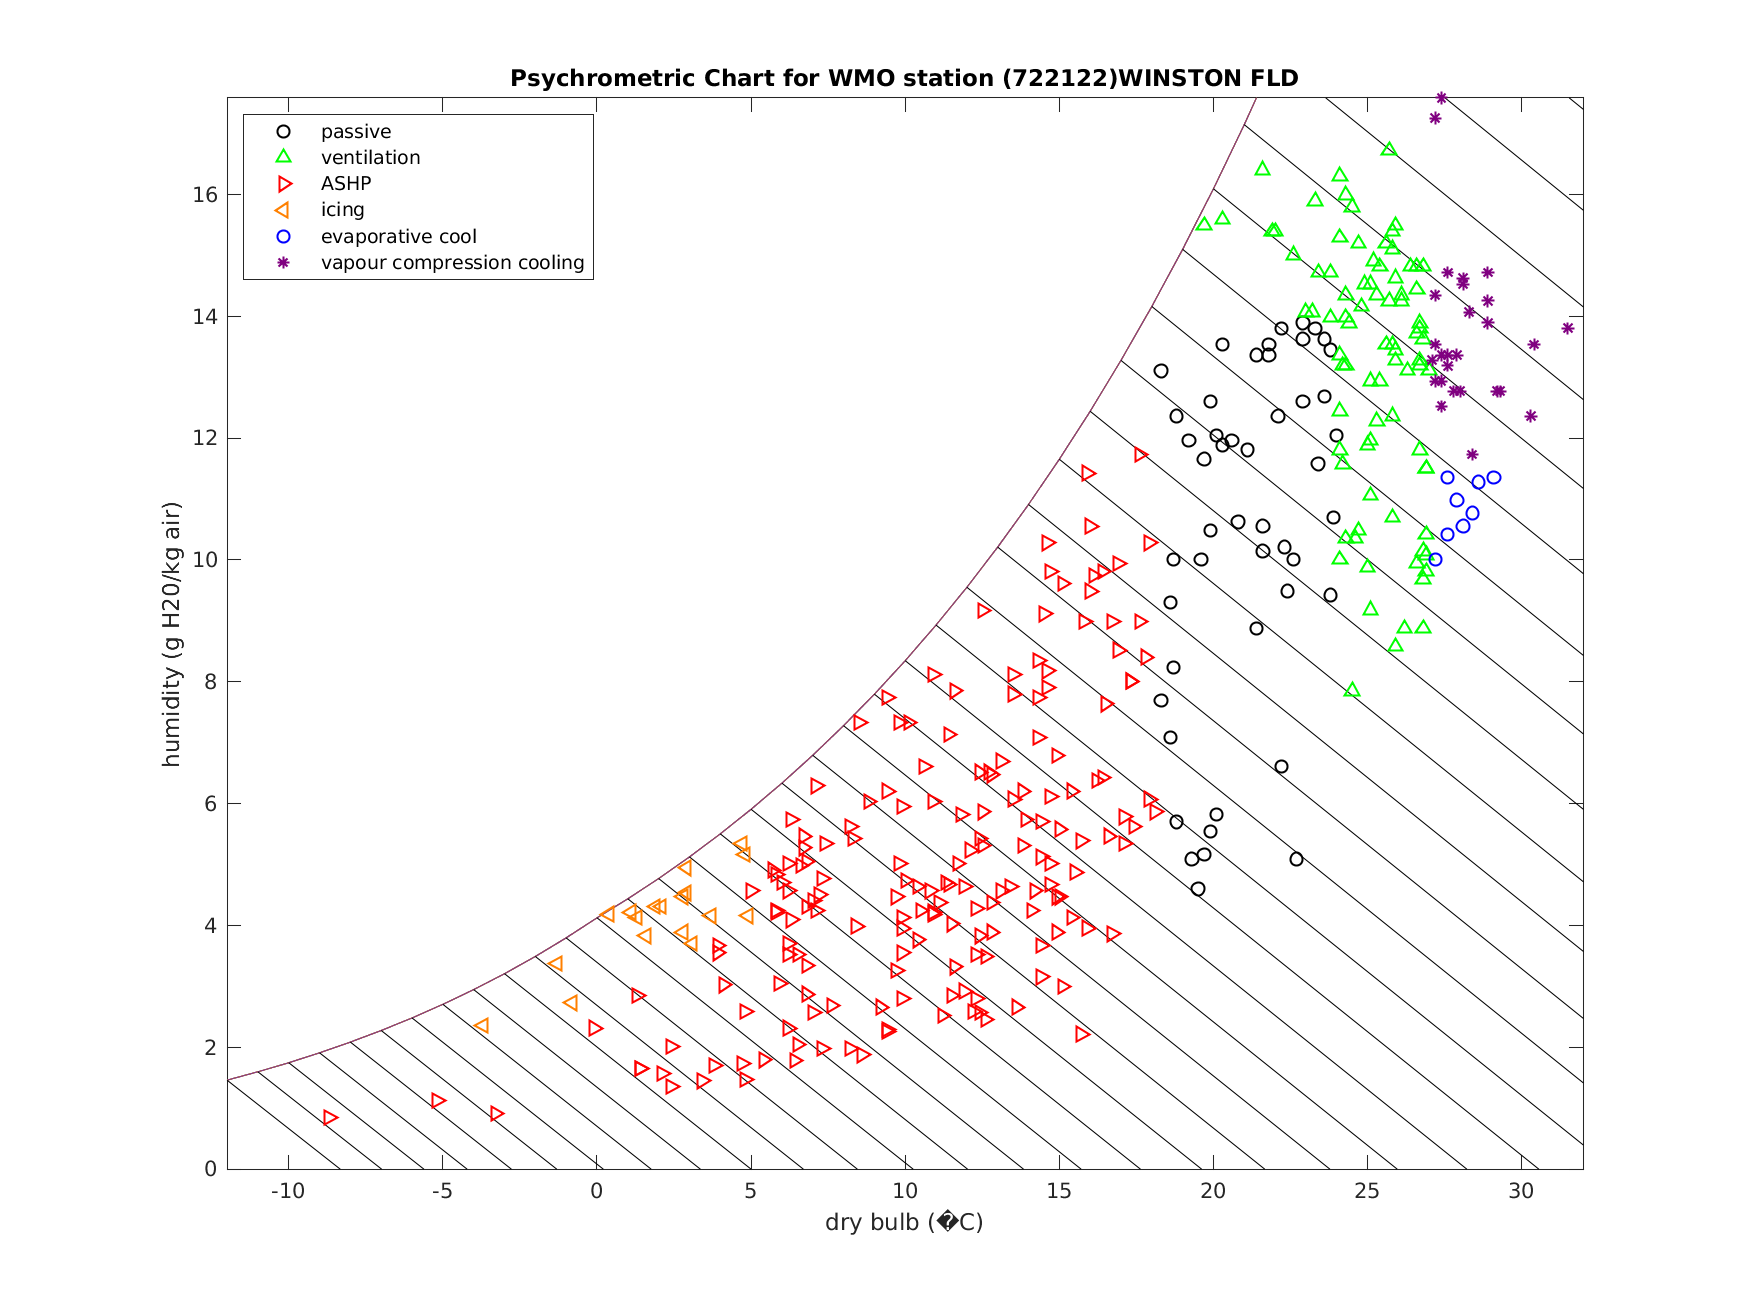 Psychrometric Chart for WMO station (722122)WINSTON FLD
passive
ventilation
ASHP
icing
evaporative cool
vapour compression cooling
humidity (g H20/kg air)
16
14
12
10
8
6
4
2
0
-10 -5 0 5 10 15 20 25 30
dry bulb (�C)